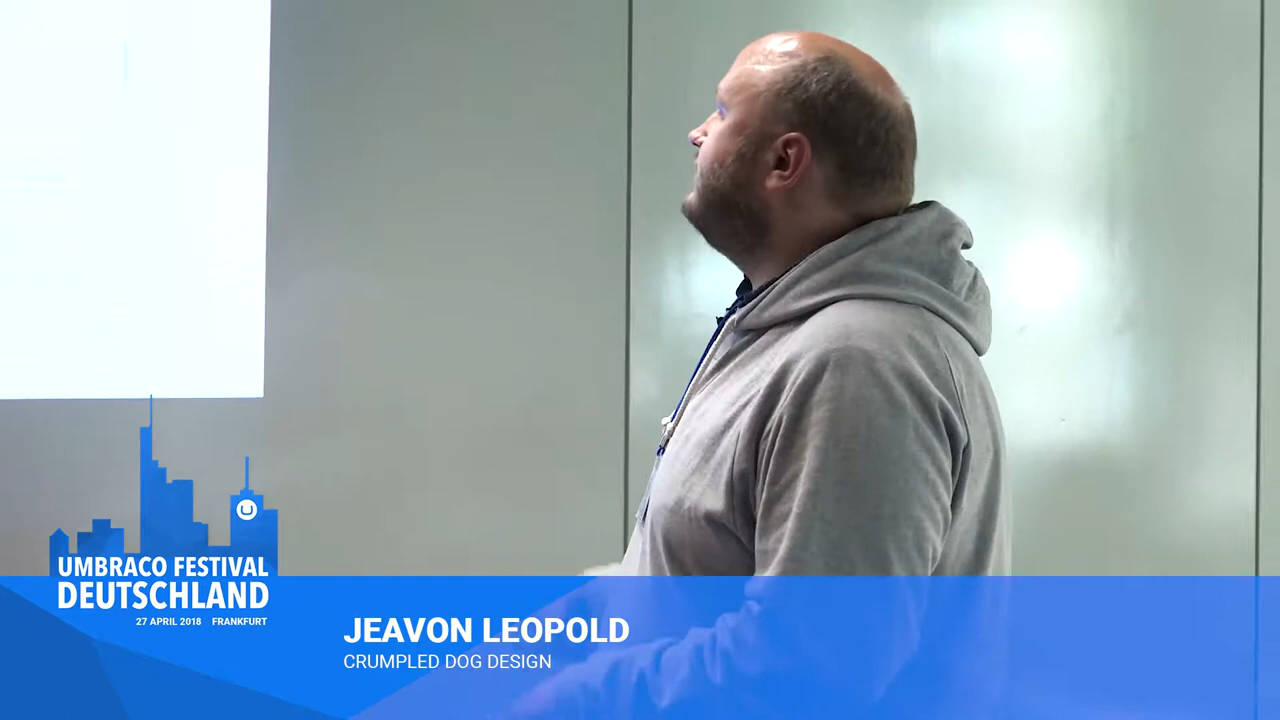 UMBRACO FESTIVAL
DEUTSCHLAND
27 APRIL 2018 FRANKFURT
JEAVON LEOPOLD
CRUMPLED DOG DESIGN